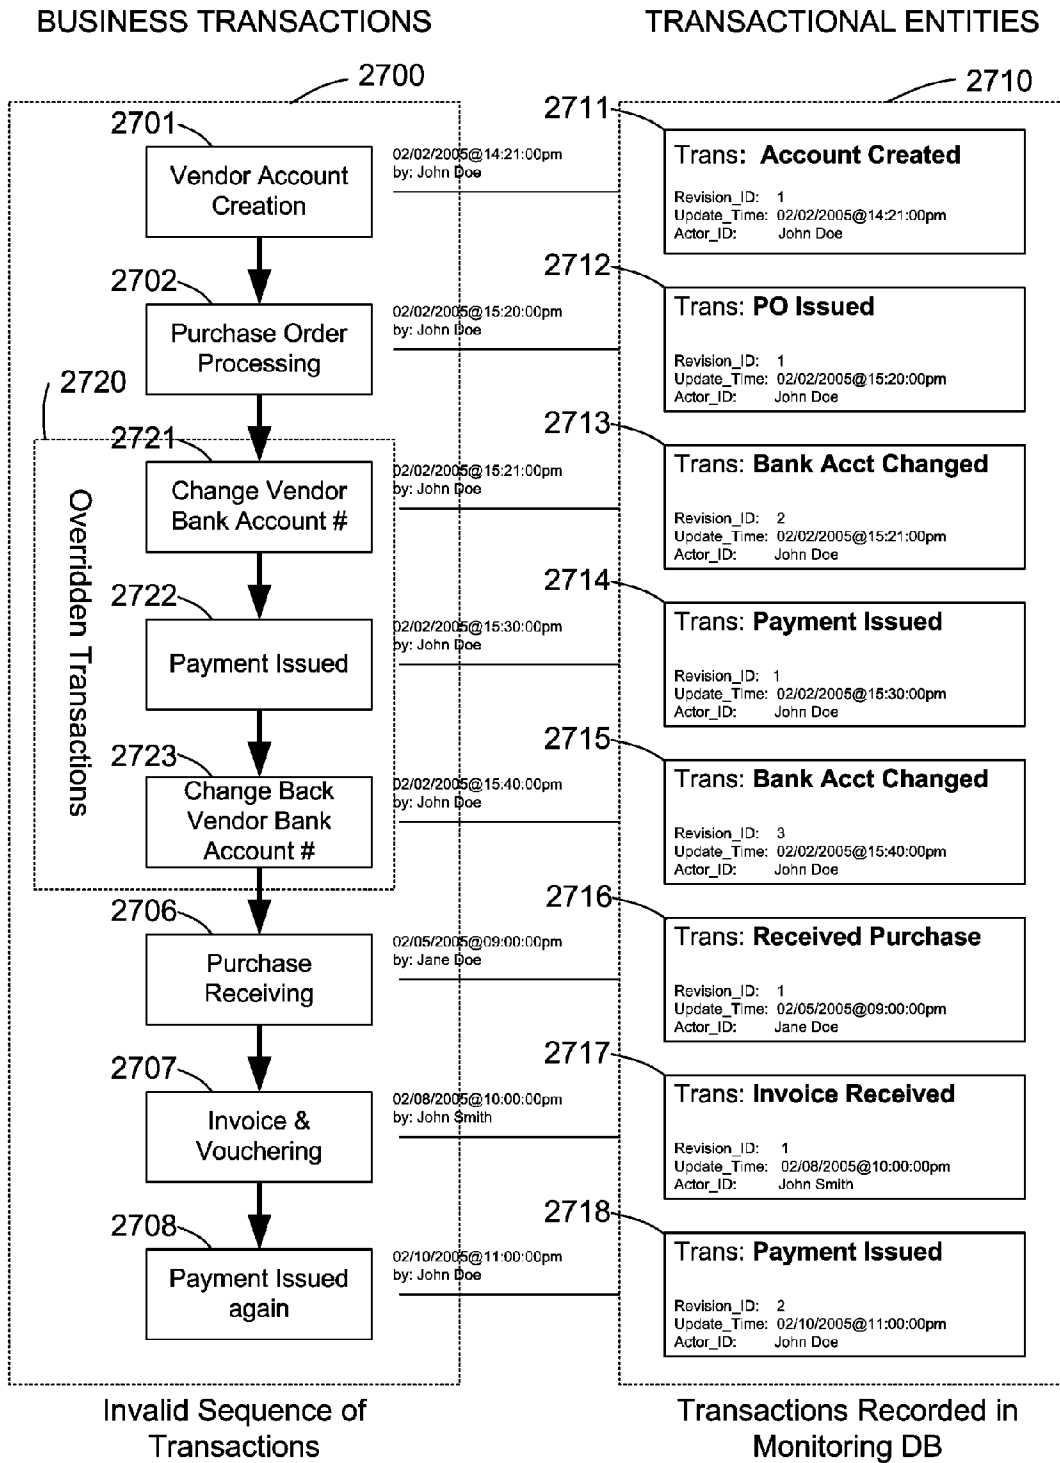 BUSINESS TRANSACTIONS
TRANSACTIONAL ENTITIES
2700
2710
2701
Vendor Account
Creation
02/02/2005@14:21:00pm
by: John Doe
2711
Trans: Account Created
Revision_ID: 1
Update_Time: 02/02/2005@14:21:00pm
Actor_ID: John Doe
2702
Purchase Order
Processing
02/02/2005@15:20:00pm
by: John Doe
2712
Trans: PO Issued
Revision_ID: 1
Update_Time: 02/02/2005@15:20:00pm
Actor_ID: John Doe
2720
Overridden Transactions
2721
Change Vendor
Bank Account #
02/02/2005@15:21:00pm
by: John Doe
2713
Trans: Bank Acct Changed
Revision_ID: 2
Update_Time: 02/02/2005@15:21:00pm
Actor_ID: John Doe
2722
Payment Issued
02/02/2005@15:30:00pm
by: John Doe
2714
Trans: Payment Issued
Revision_ID: 1
Update_Time: 02/02/2005@15:30:00pm
Actor_ID: John Doe
2723
Change Back
Vendor Bank
Account #
02/02/2005@15:40:00pm
by: John Doe
2715
Trans: Bank Acct Changed
Revision_ID: 3
Update_Time: 02/02/2005@15:40:00pm
Actor_ID: John Doe
2706
Purchase
Receiving
02/05/2005@09:00:00pm
by: Jane Doe
2716
Trans: Received Purchase
Revision_ID: 1
Update_Time: 02/05/2005@09:00:00pm
Actor_ID: Jane Doe
2707
Invoice &
Vouchering
02/08/2005@10:00:00pm
by: John Smith
2717
Trans: Invoice Received
Revision_ID: 1
Update_Time: 02/08/2005@10:00:00pm
Actor_ID: John Smith
2708
Payment Issued
again
02/10/2005@11:00:00pm
by: John Doe
2718
Trans: Payment Issued
Revision_ID: 2
Update_Time: 02/10/2005@11:00:00pm
Actor_ID: John Doe
Invalid Sequence of
Transactions
Transactions Recorded in
Monitoring DB